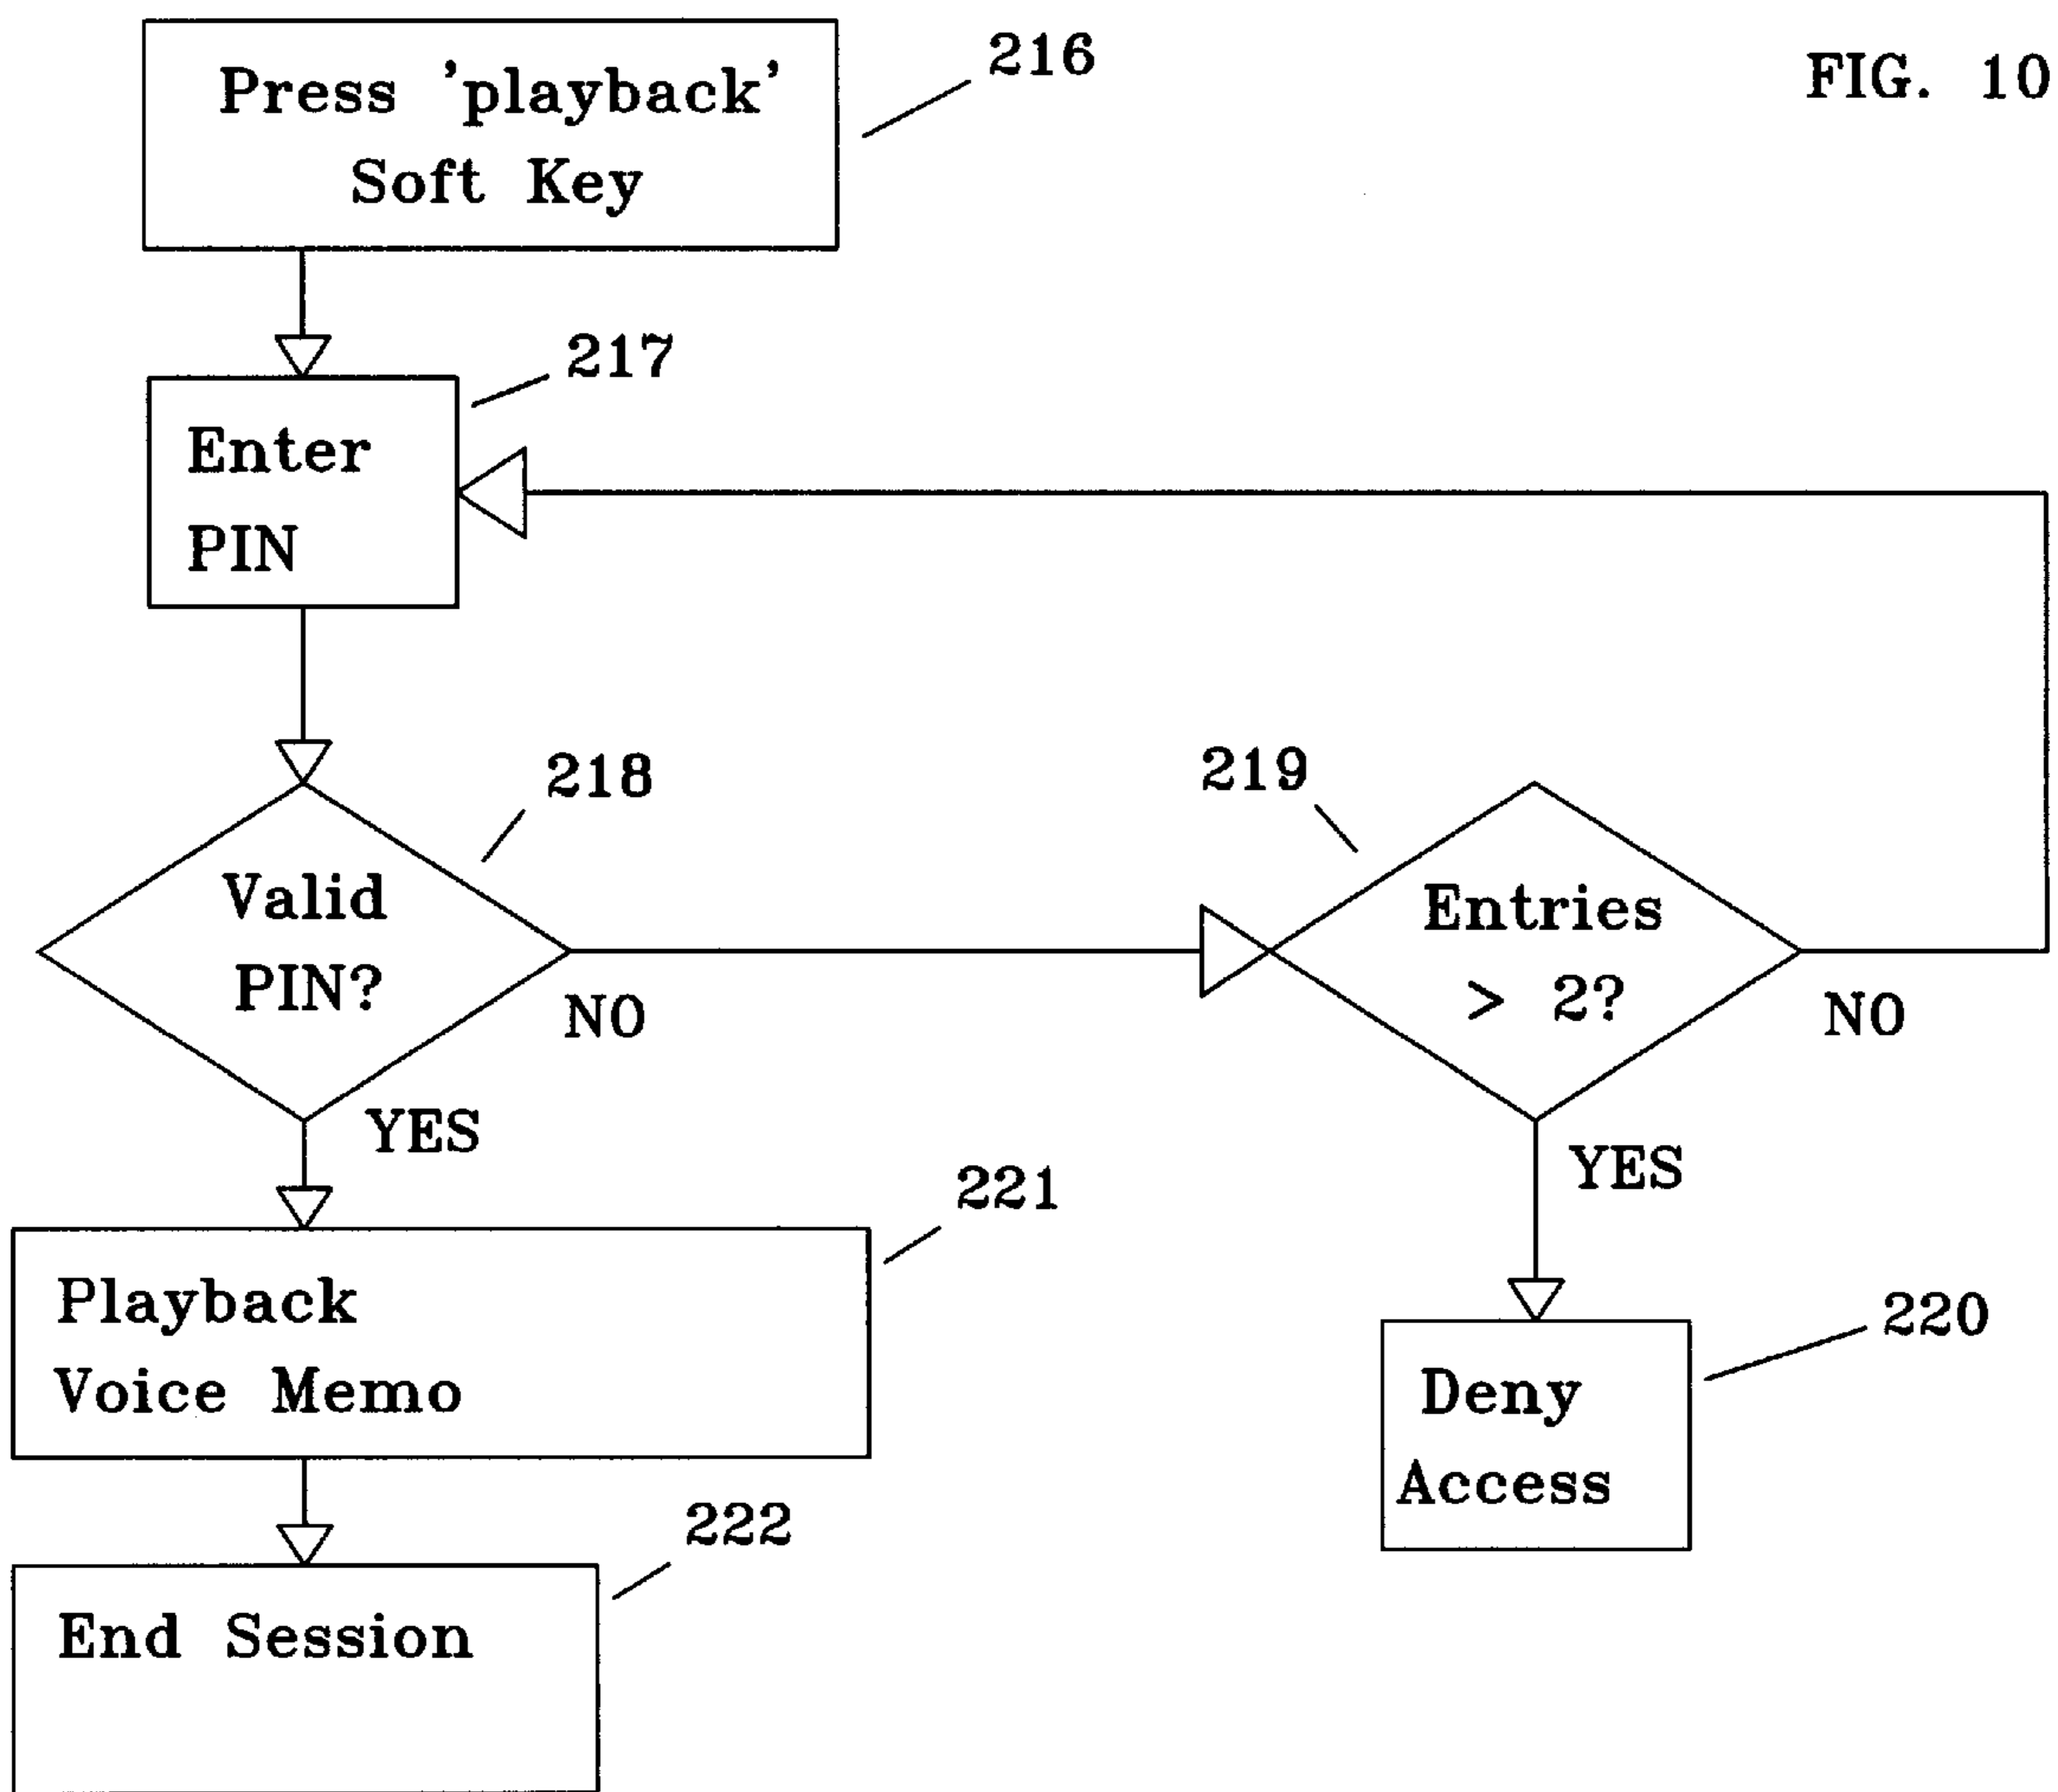 FIG. 10
Press 'playback'
Soft Key
216
217
Enter
PIN
218
Valid
PIN?
NO
YES
219
Entries
> 2?
NO
YES
221
Playback
Voice Memo
220
Deny
Access
222
End Session